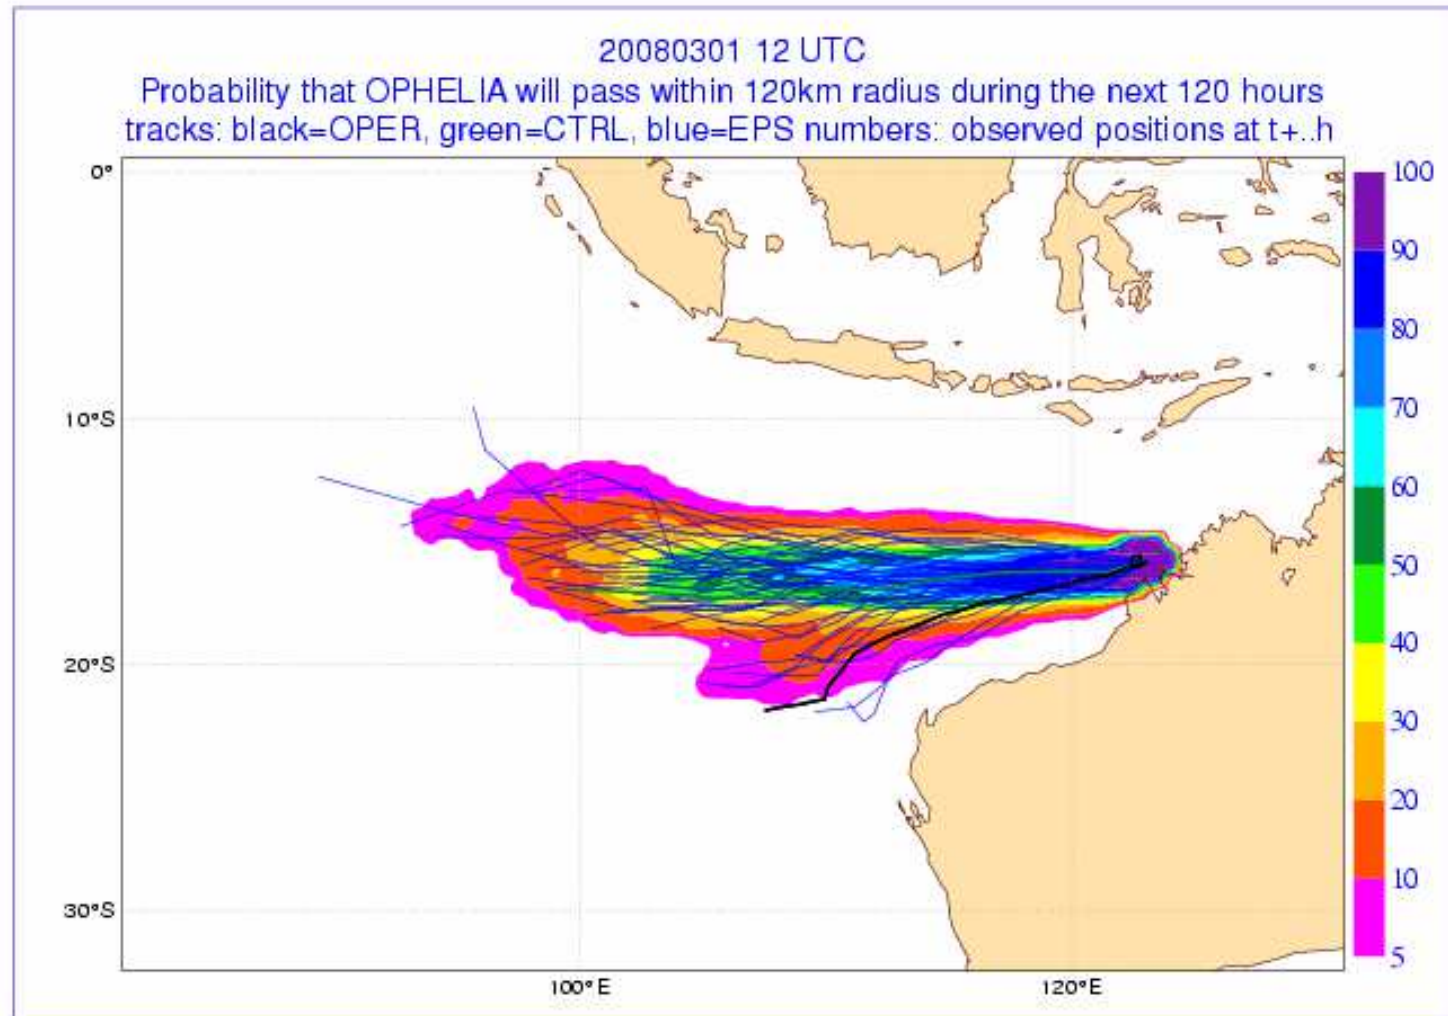 20080301 12 UTC
Probability that OPHELIA will pass within 120km radius during the next 120 hours
tracks: black=OPER, green=CTRL, blue=EPS numbers: observed positions at t+..h
0°
10°S
20°S
30°S
100°E
120°E
100
90
80
70
60
50
40
30
20
10
5